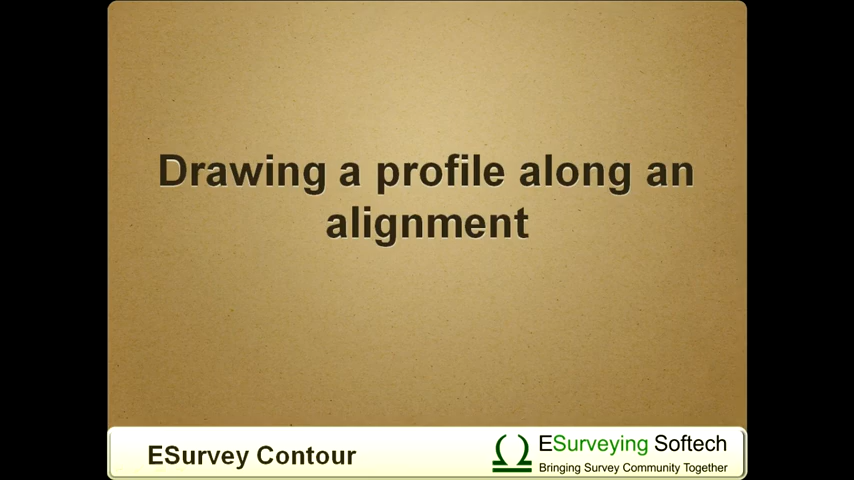 Drawing a profile along an
alignment
ESurvey Contour
ESurveying Softech
Bringing Survey Community Together